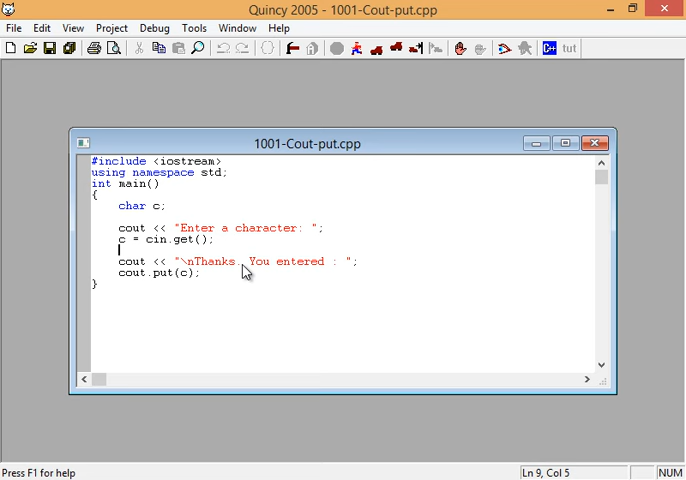 Quincy 2005 - 1001-Cout-put.cpp
File Edit View Project Debug Tools Window Help
C++ tut
1001-Cout-put.cpp
#include <iostream>
using namespace std;
int main()
{
char c;
cout << "Enter a character: ";
c = cin.get();
cout << "\nThanks. You entered : ";
cout.put(c);
}
Press F1 for help Ln 9, Col 5 NUM